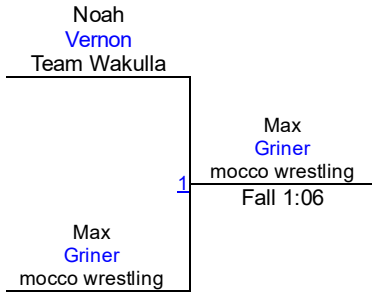 Noah
Vernon
Team Wakulla
Max
Griner
mocco wrestling
1
Fall 1:06
Max
Griner
mocco wrestling